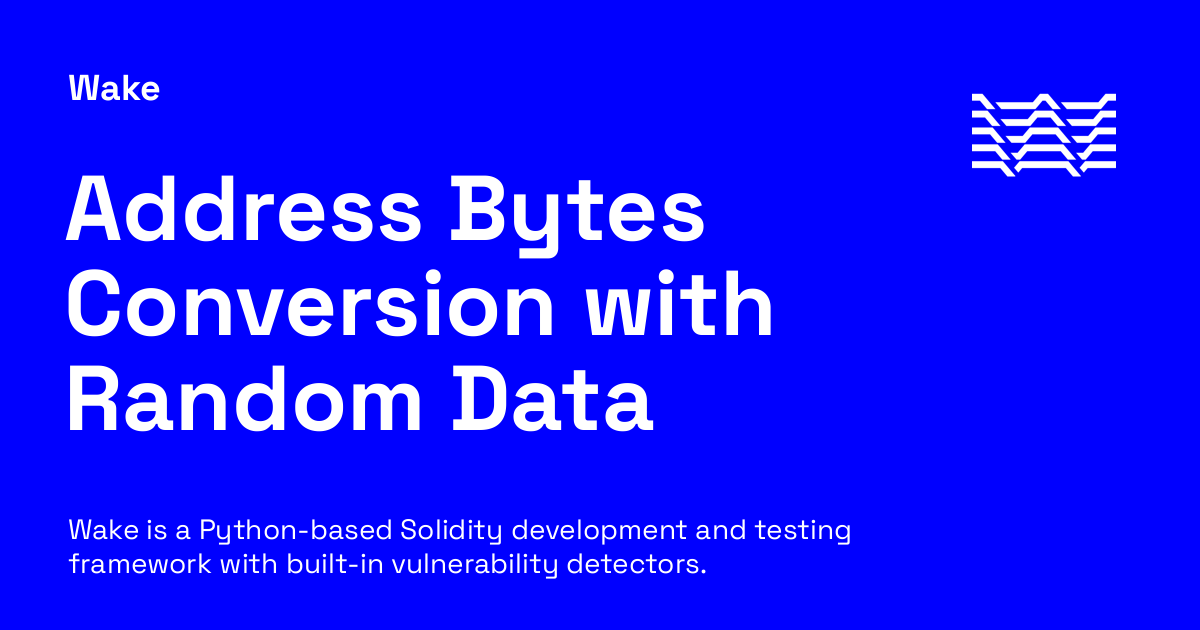 Wake
Address Bytes
Conversion with
Random Data
Wake is a Python-based Solidity development and testing
framework with built-in vulnerability detectors.